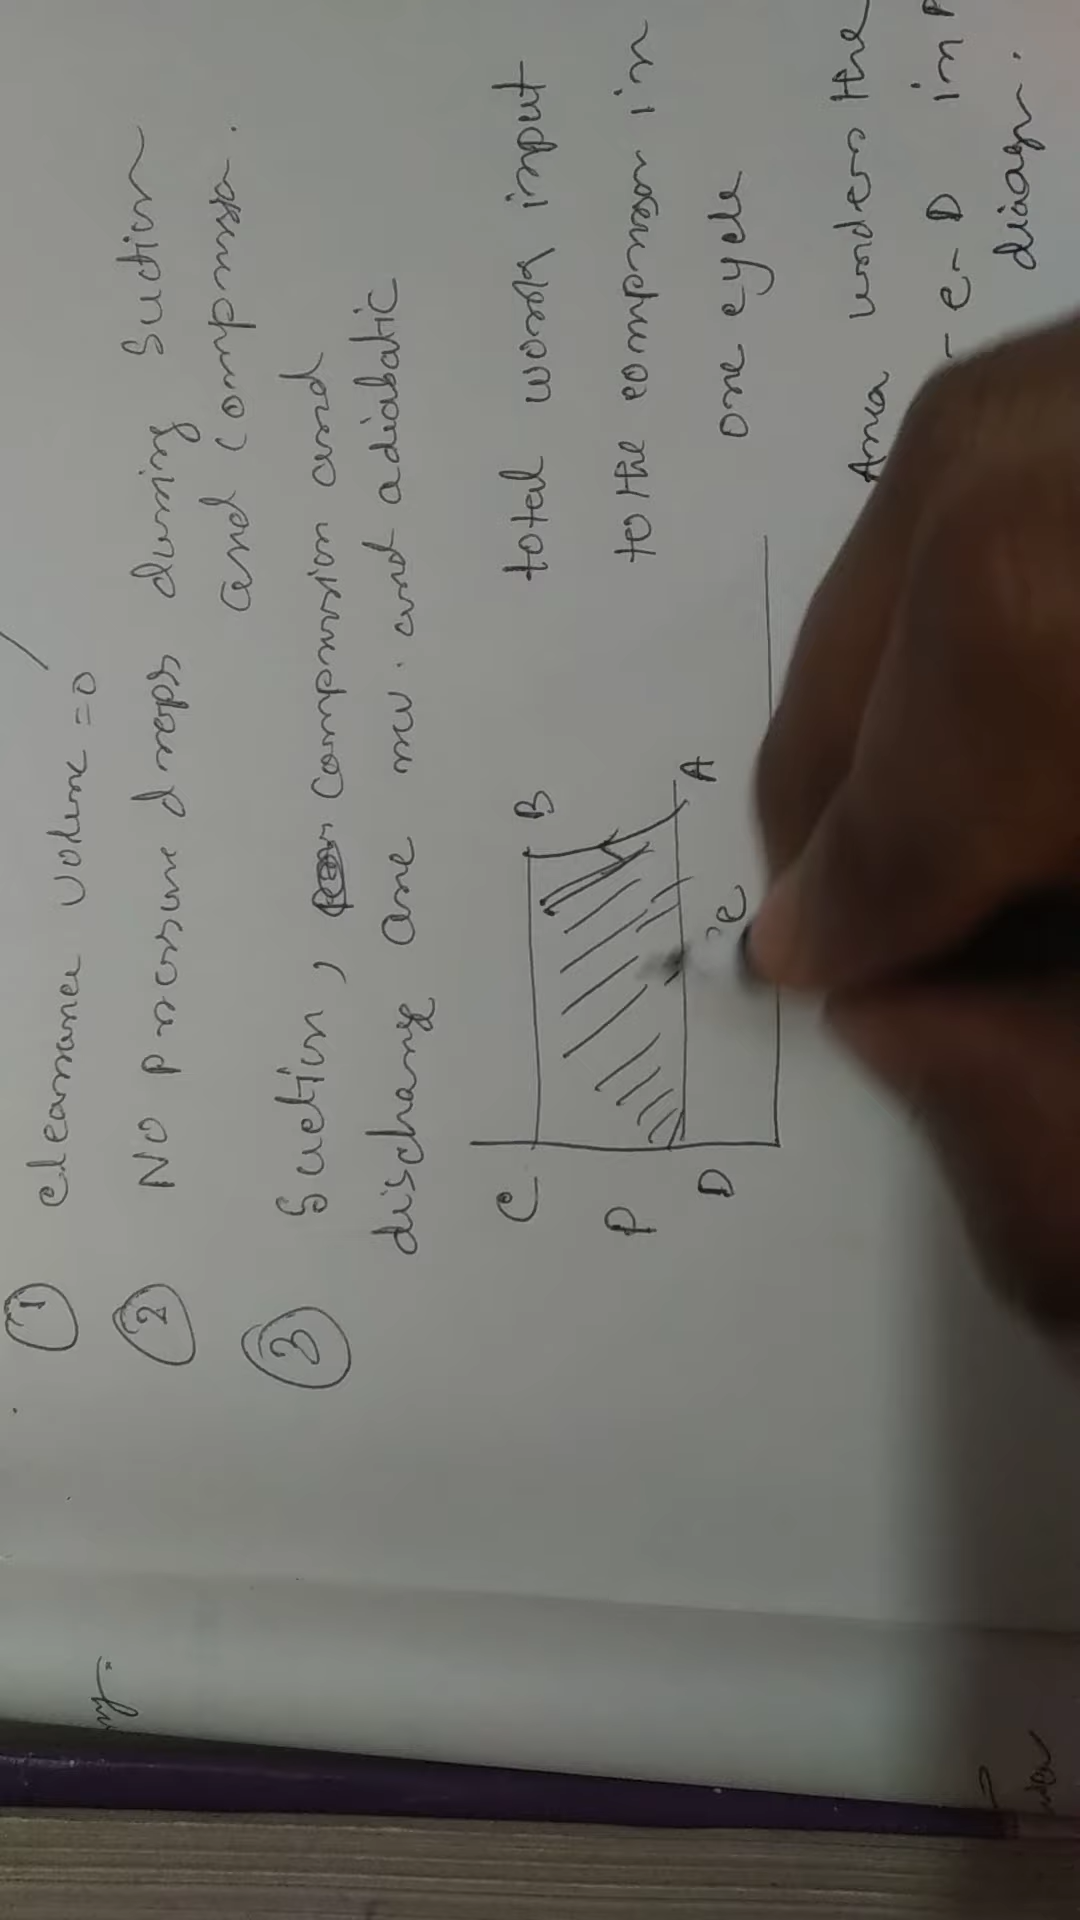 ① clearance volume = 0
② No pressure drops during suction
and compressor.
③ Suction, compression and
discharge are rev. and adiabatic
total work input
to the compressor in
one cycle
Area under the
- e - D in P
diagr.
C
B
P
D
A
e